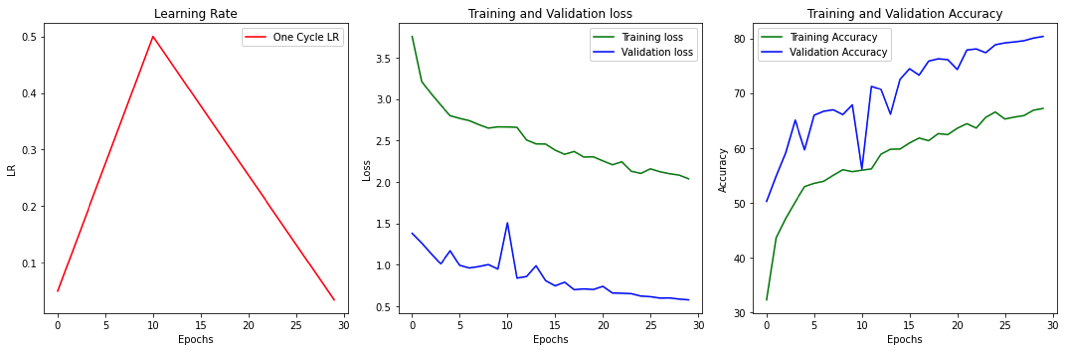 Learning Rate
One Cycle LR
LR
0.5
0.4
0.3
0.2
0.1
0
5
10
15
20
25
30
Epochs
Training and Validation loss
Training loss
Validation loss
Loss
3.5
3.0
2.5
2.0
1.5
1.0
0.5
0
5
10
15
20
25
30
Epochs
Training and Validation Accuracy
Training Accuracy
Validation Accuracy
Accuracy
80
70
60
50
40
30
0
5
10
15
20
25
30
Epochs